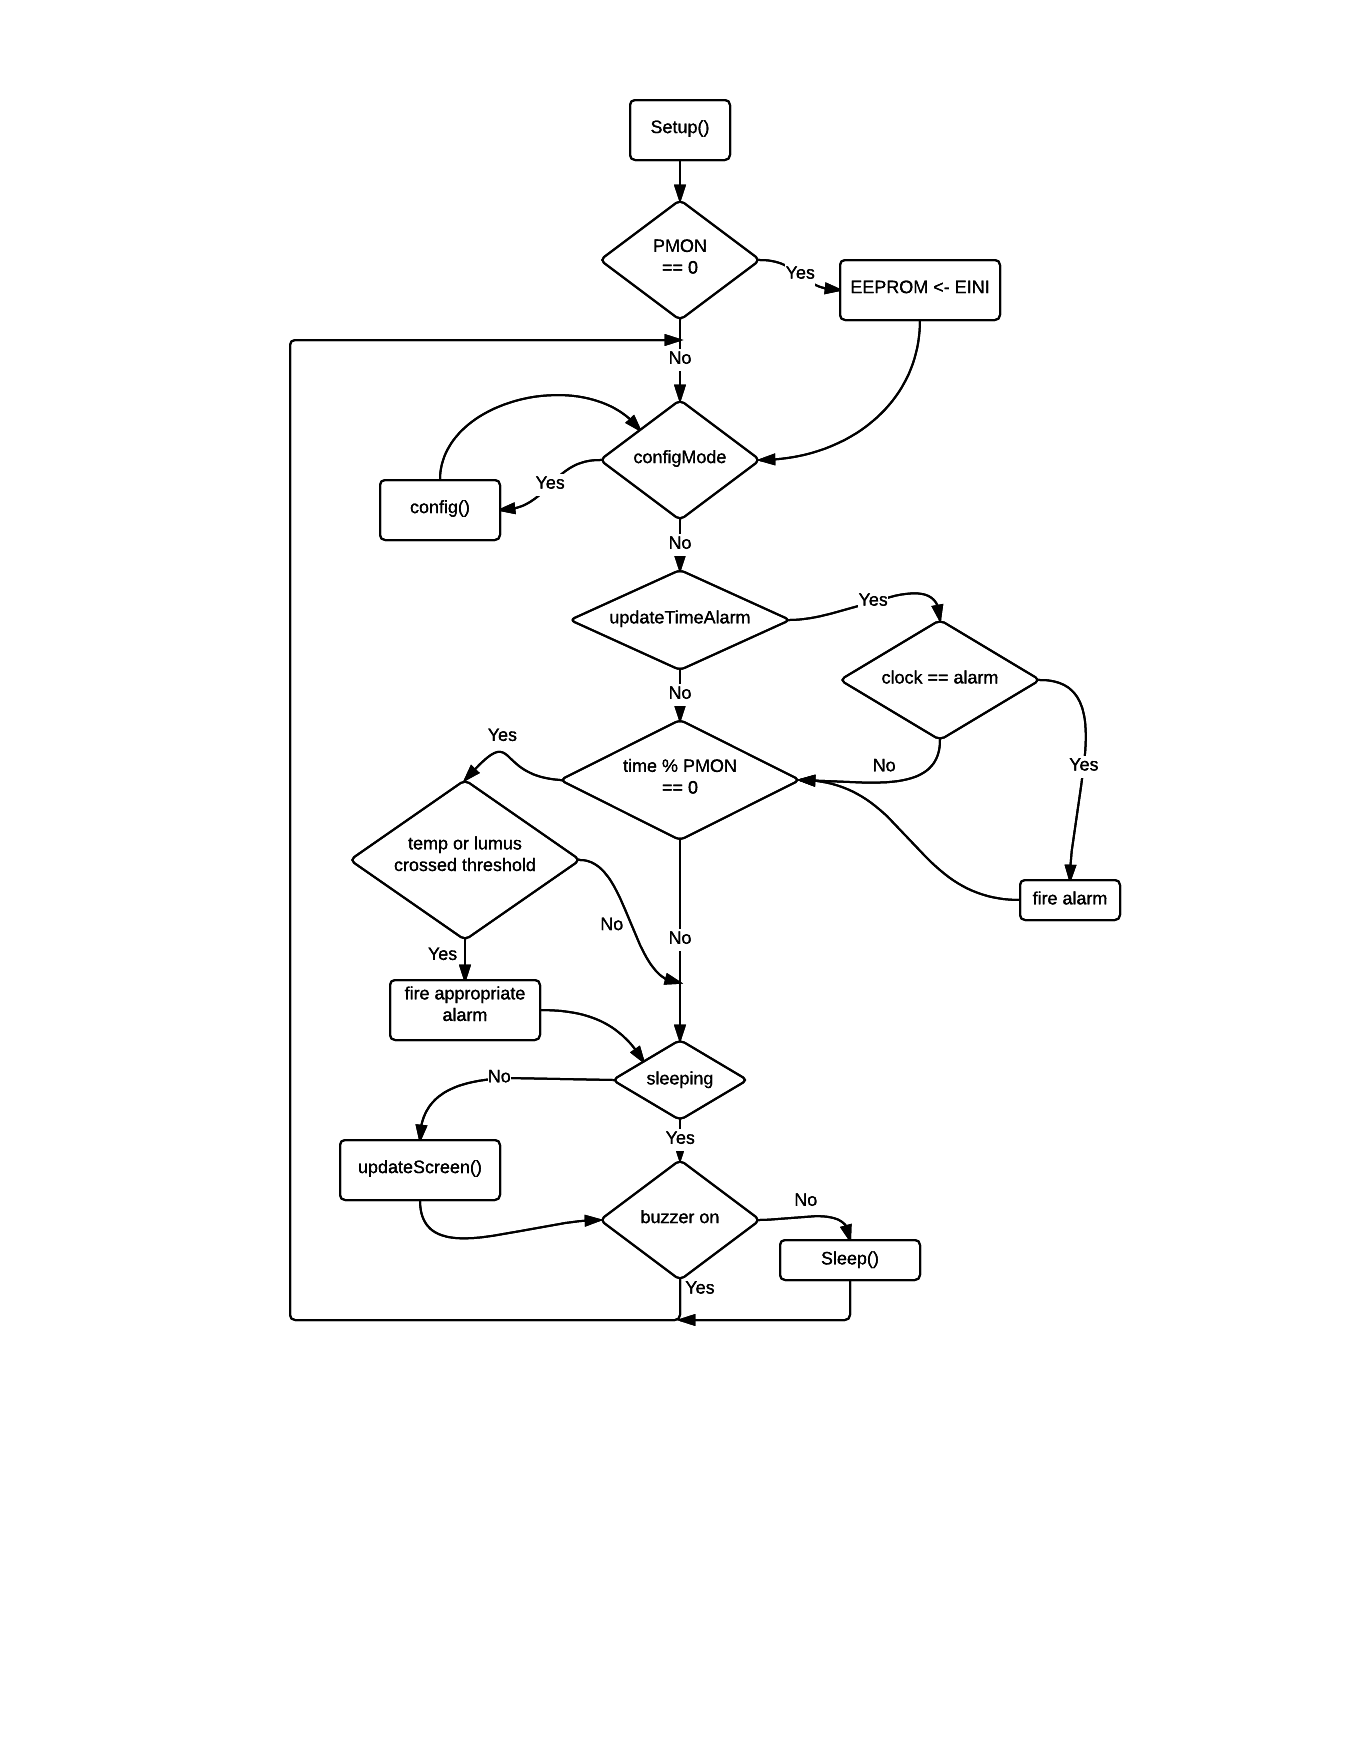 Setup()
PMON
== 0
Yes
EEPROM <- EINI
No
configMode
Yes
config()
No
updateTimeAlarm
Yes
clock == alarm
No
Yes
time % PMON
== 0
No
Yes
temp or lumus
crossed threshold
fire alarm
No
No
Yes
fire appropriate
alarm
sleeping
No
Yes
updateScreen()
buzzer on
No
Sleep()
Yes